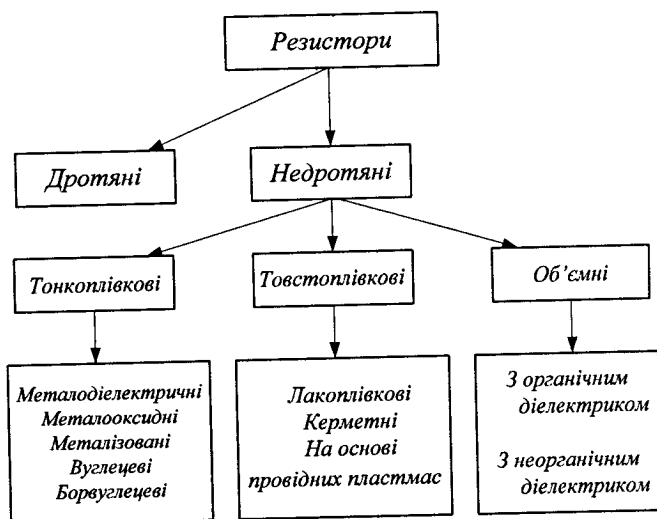 Резистори
Дротяні
Недротяні
Тонкоплівкові
Товстоплівкові
Об’ємні
Металодіелектричні
Металооксидні
Металізовані
Вуглецеві
Борвуглецеві
Лакоплівкові
Керметні
На основі
провідних пластмас
З органічним
діелектриком
З неорганічним
діелектриком